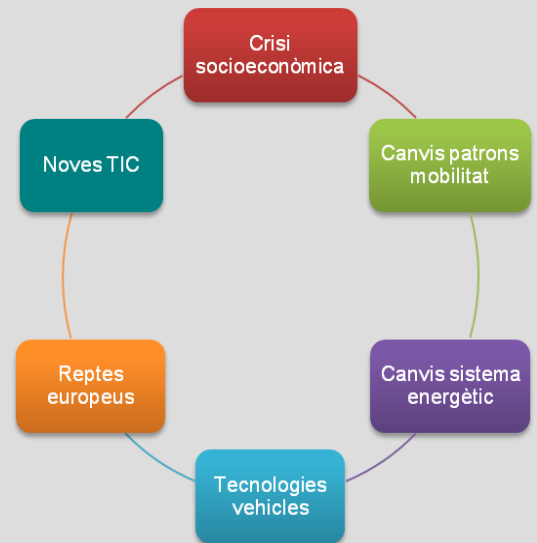 Crisi
socioeconòmica
Canvis patrons
mobilitat
Canvis sistema
energètic
Tecnologies
vehicles
Reptes
europeus
Noves TIC